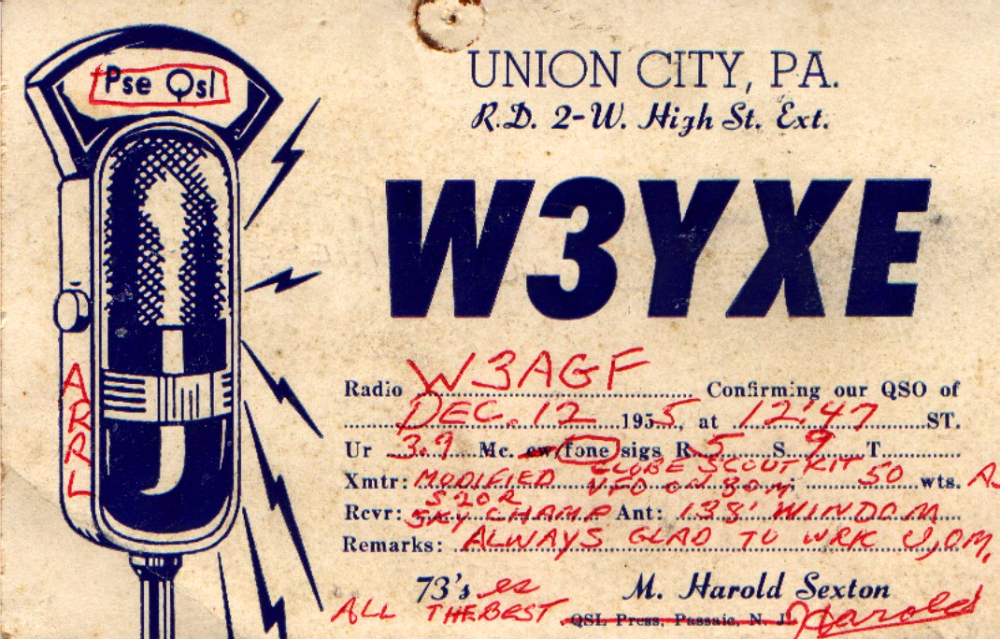 Pse Qsl
UNION CITY, PA.
R.D. 2-W. High St. Ext.
W3YXE
ARRL
Radio W3AGF Confirming our QSO of
DEC. 12 1955, at 12:47 ST.
Ur 3.9 Mc. cw fone sigs R 5 S 9 T
GLOBE SCOUT KIT
Xmtr: MODIFIED VFO ON 80M; 50 wts.
S20R
Rcvr: SKY CHAMP Ant: 138' WINDOM
Remarks: ALWAYS GLAD TO WRK U, OM.
73's es M. Harold Sexton
ALL THE BEST QSL Press, Passaic, N. J. Harold